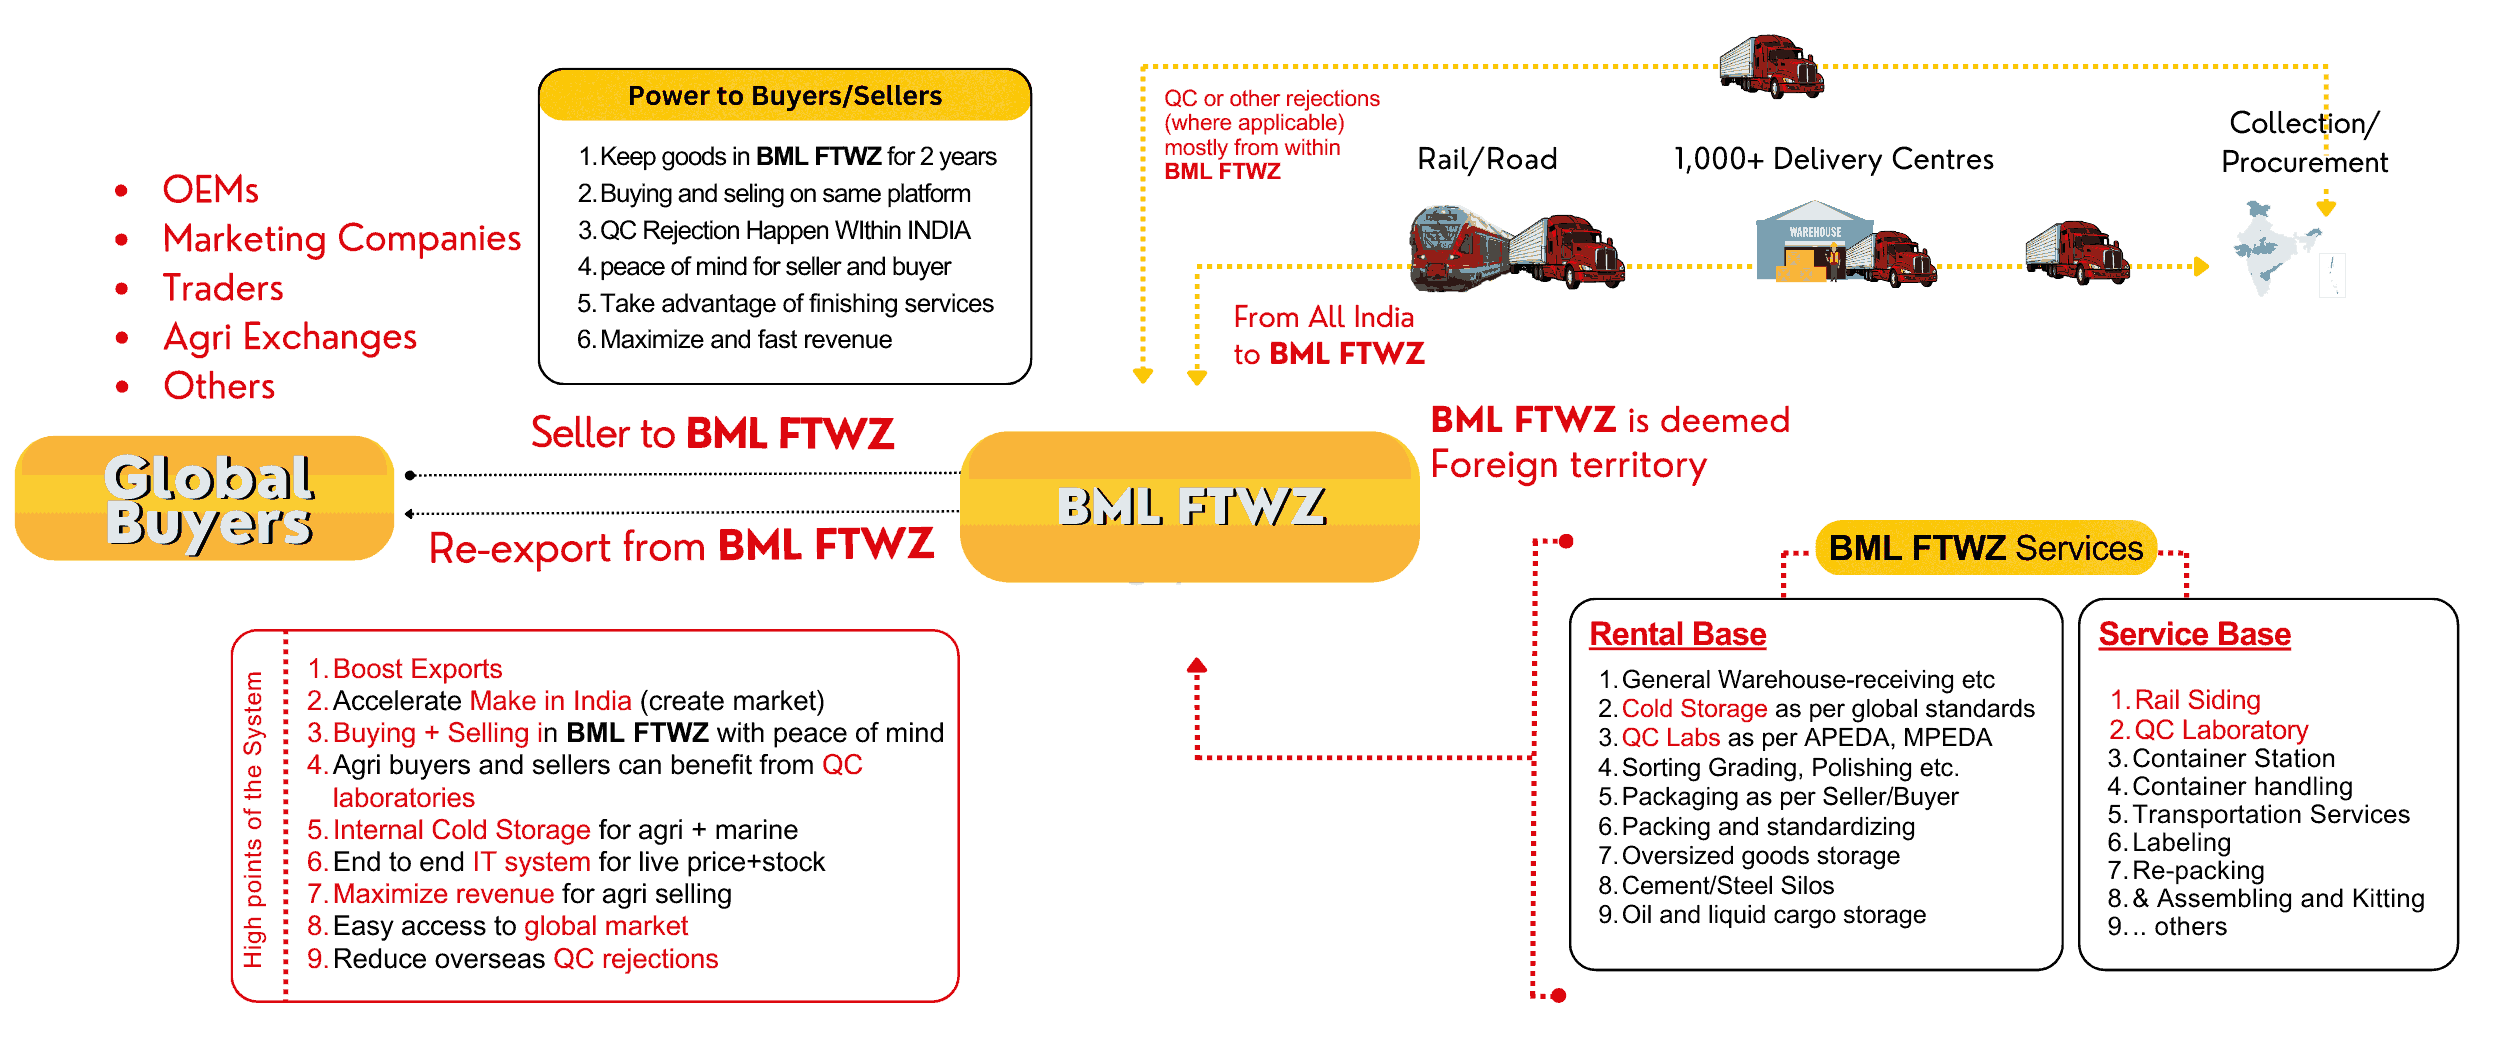 Power to Buyers/Sellers
1. Keep goods in BML FTWZ for 2 years
2. Buying and seling on same platform
3. QC Rejection Happen WIthin INDIA
4. peace of mind for seller and buyer
5. Take advantage of finishing services
6. Maximize and fast revenue
• OEMs
• Marketing Companies
• Traders
• Agri Exchanges
• Others
QC or other rejections
(where applicable)
mostly from within
BML FTWZ
Rail/Road
1,000+ Delivery Centres
Collection/
Procurement
WAREHOUSE
From All India
to BML FTWZ
Global
Buyers
Seller to BML FTWZ
Re-export from BML FTWZ
BML FTWZ
BML FTWZ is deemed
Foreign territory
High points of the System
1. Boost Exports
2. Accelerate Make in India (create market)
3. Buying + Selling in BML FTWZ with peace of mind
4. Agri buyers and sellers can benefit from QC
laboratories
5. Internal Cold Storage for agri + marine
6. End to end IT system for live price+stock
7. Maximize revenue for agri selling
8. Easy access to global market
9. Reduce overseas QC rejections
BML FTWZ Services
Rental Base
1. General Warehouse-receiving etc
2. Cold Storage as per global standards
3. QC Labs as per APEDA, MPEDA
4. Sorting Grading, Polishing etc.
5. Packaging as per Seller/Buyer
6. Packing and standardizing
7. Oversized goods storage
8. Cement/Steel Silos
9. Oil and liquid cargo storage
Service Base
1. Rail Siding
2. QC Laboratory
3. Container Station
4. Container handling
5. Transportation Services
6. Labeling
7. Re-packing
8. & Assembling and Kitting
9. .. others